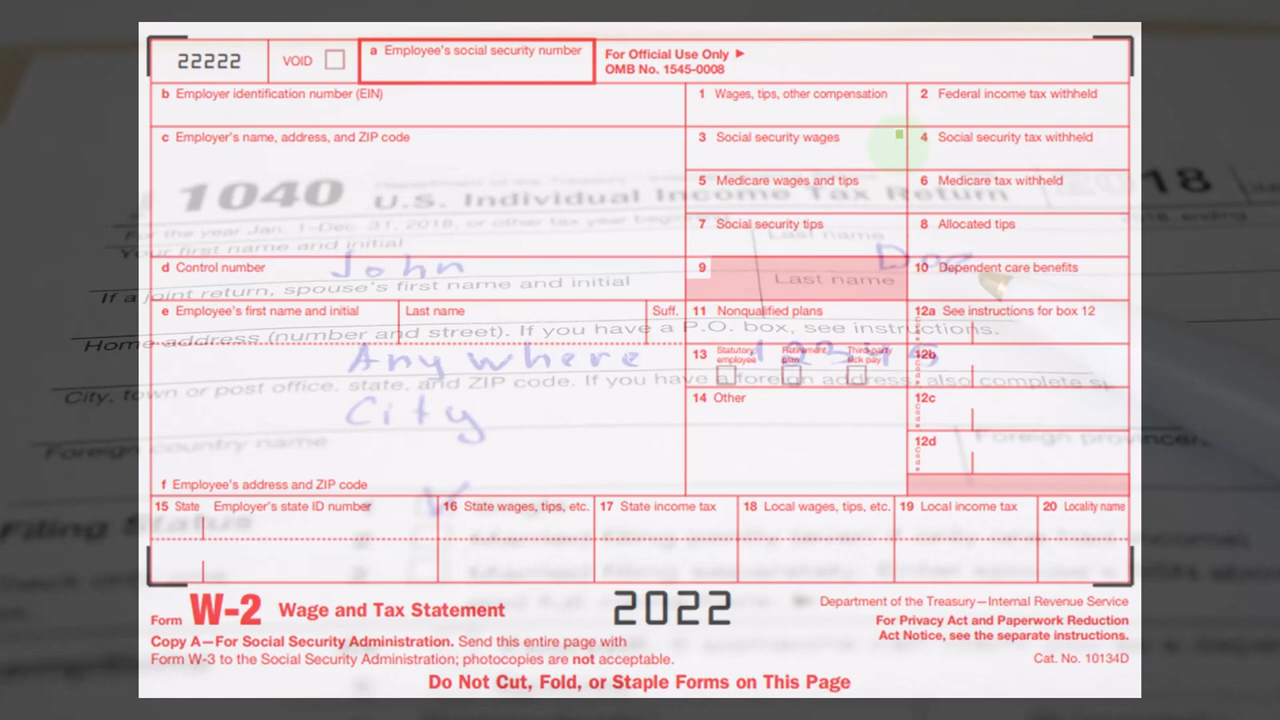 22222 VOID a Employee's social security number For Official Use Only ► OMB No. 1545-0008
b Employer identification number (EIN)
1 Wages, tips, other compensation
2 Federal income tax withheld
c Employer's name, address, and ZIP code
3 Social security wages
4 Social security tax withheld
5 Medicare wages and tips
6 Medicare tax withheld
1040 U.S. Individual Income Tax Return 18
7 Social security tips
8 Allocated tips
For the year Jan. 1–Dec. 31, 2018, or other tax year
Your first name and initial
Last name
d Control number
John
9
10 Dependent care benefits
If a joint return, spouse's first name and initial
Last name
e Employee's first name and initial
Last name
Suff.
11 Nonqualified plans
12a See instructions for box 12
Home address (number and street). If you have a P.O. box, see instructions.
Anywhere
13 Statutory employee Retirement plan Third-party sick pay
12b
City, town or post office, state, and ZIP code. If you have a foreign address, also complete
City
14 Other
12c
Foreign country name
12d
Foreign
f Employee's address and ZIP code
15 State Employer's state ID number
16 State wages, tips, etc.
17 State income tax
18 Local wages, tips, etc.
19 Local income tax
20 Locality name
Filing Status
Form W-2 Wage and Tax Statement 2022
Department of the Treasury—Internal Revenue Service
For Privacy Act and Paperwork Reduction
Act Notice, see the separate instructions.
Copy A—For Social Security Administration. Send this entire page with
Form W-3 to the Social Security Administration; photocopies are not acceptable.
Cat. No. 10134D
Do Not Cut, Fold, or Staple Forms on This Page